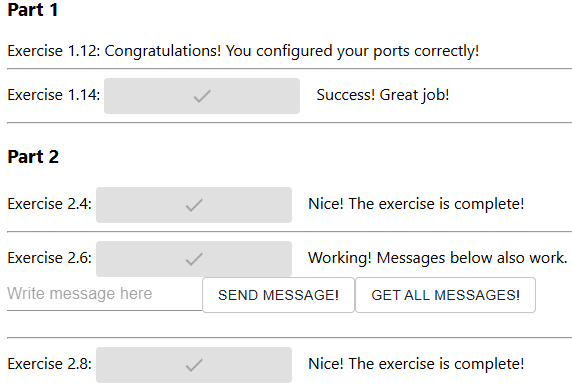 Part 1
Exercise 1.12: Congratulations! You configured your ports correctly!
Exercise 1.14: Success! Great job!
Part 2
Exercise 2.4: Nice! The exercise is complete!
Exercise 2.6: Working! Messages below also work.
Write message here SEND MESSAGE! GET ALL MESSAGES!
Exercise 2.8: Nice! The exercise is complete!